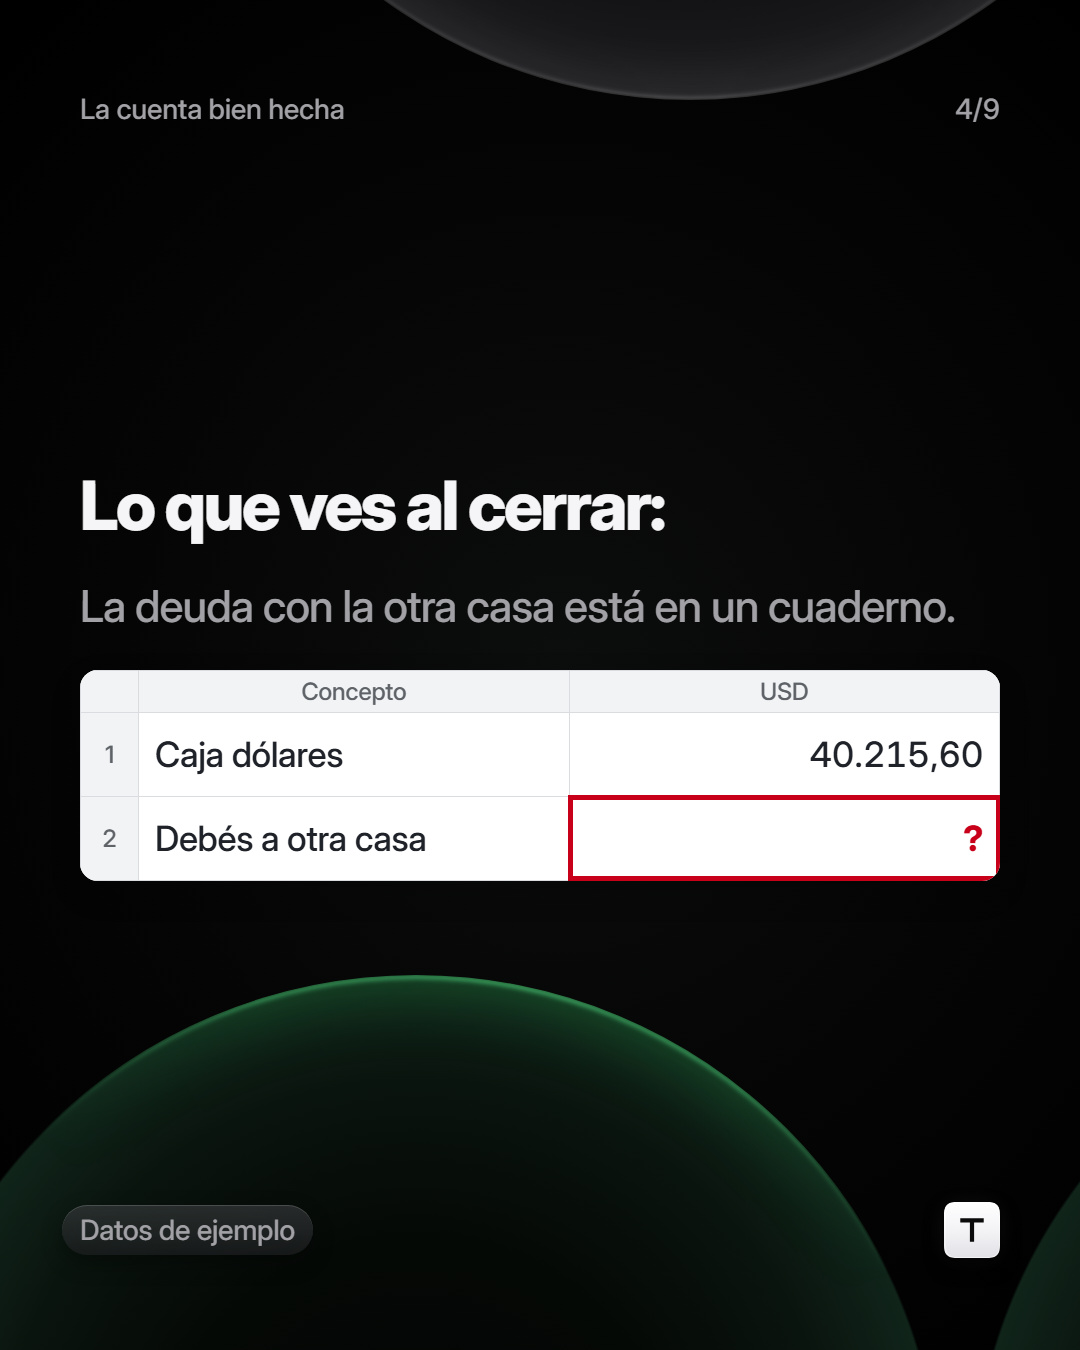 La cuenta bien hecha
4/9
Lo que ves al cerrar:
La deuda con la otra casa está en un cuaderno.
Concepto USD
1 Caja dólares 40.215,60
2 Debés a otra casa ?
Datos de ejemplo
T